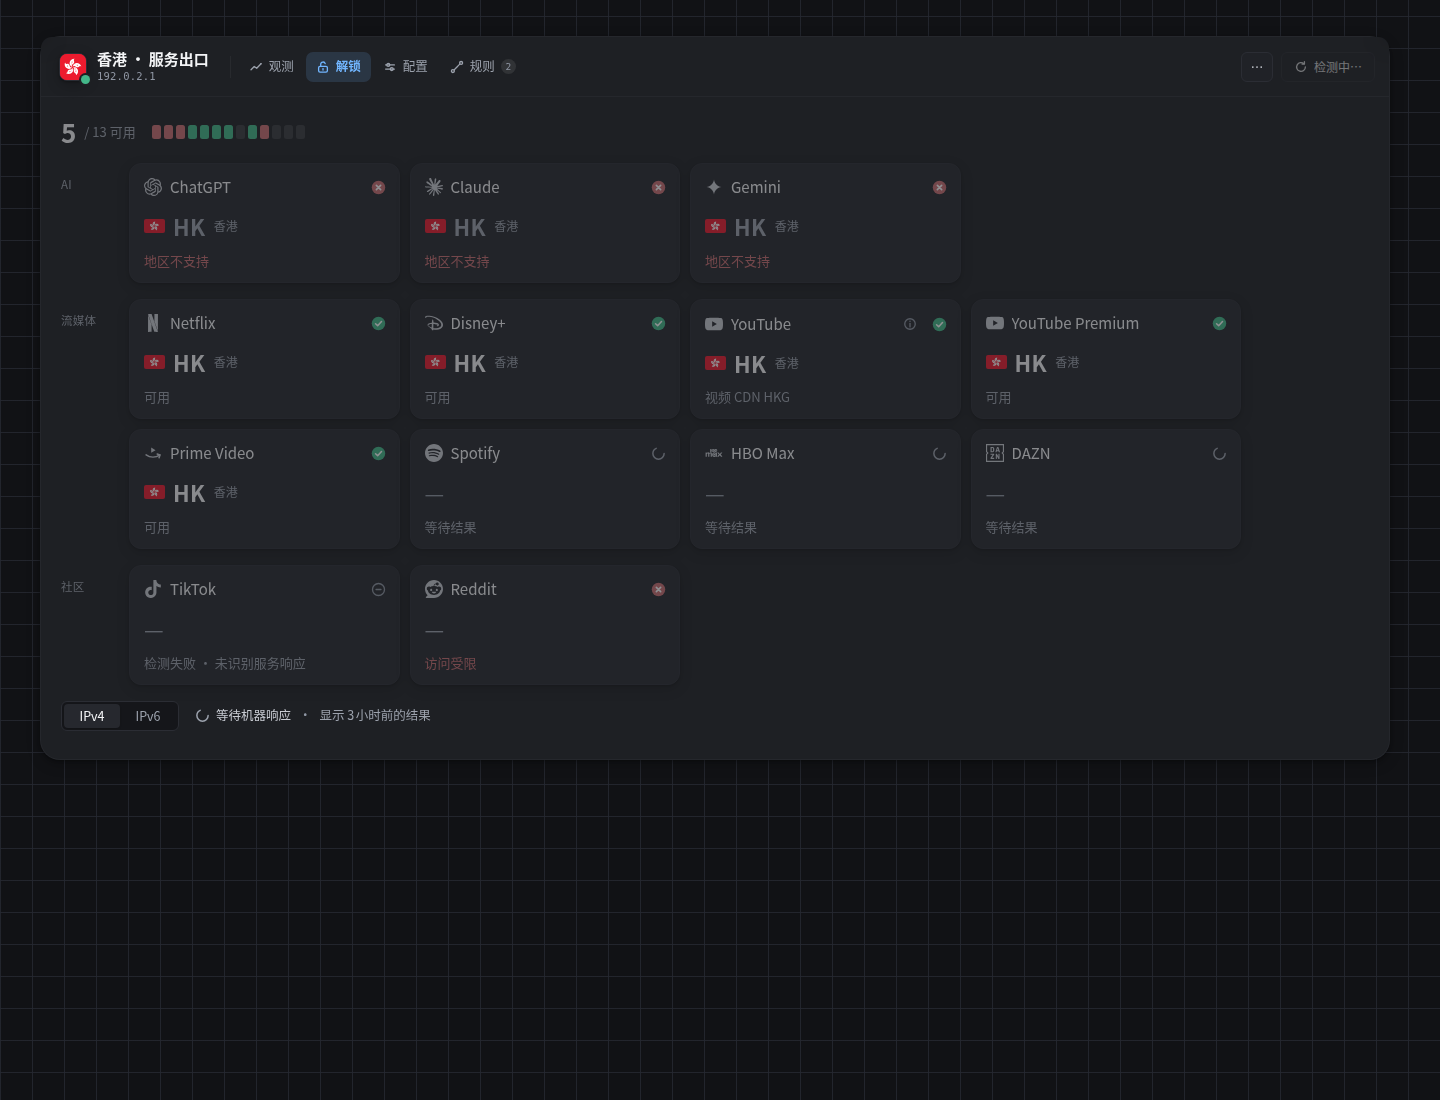 香港 · 服务出口
192.0.2.1
观测
解锁
配置
规则 2
检测中…
5 / 13 可用
AI
ChatGPT
HK 香港
地区不支持
Claude
HK 香港
地区不支持
Gemini
HK 香港
地区不支持
流媒体
Netflix
HK 香港
可用
Disney+
HK 香港
可用
YouTube
HK 香港
视频 CDN HKG
YouTube Premium
HK 香港
可用
Prime Video
HK 香港
可用
Spotify
—
等待结果
HBO Max
—
等待结果
DAZN
—
等待结果
社区
TikTok
—
检测失败 · 未识别服务响应
Reddit
—
访问受限
IPv4
IPv6
等待机器响应 · 显示 3 小时前的结果